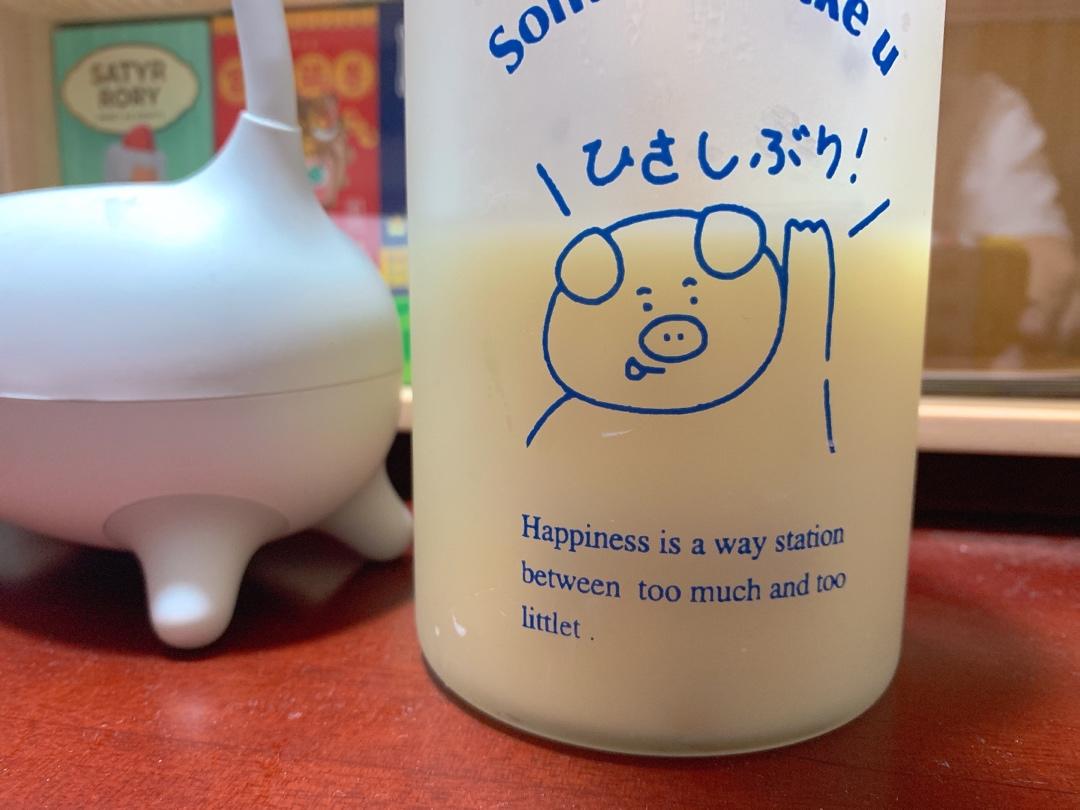 SATYR
RORY
u
ひさしぶり!
Happiness is a way station
between too much and too
littlet .